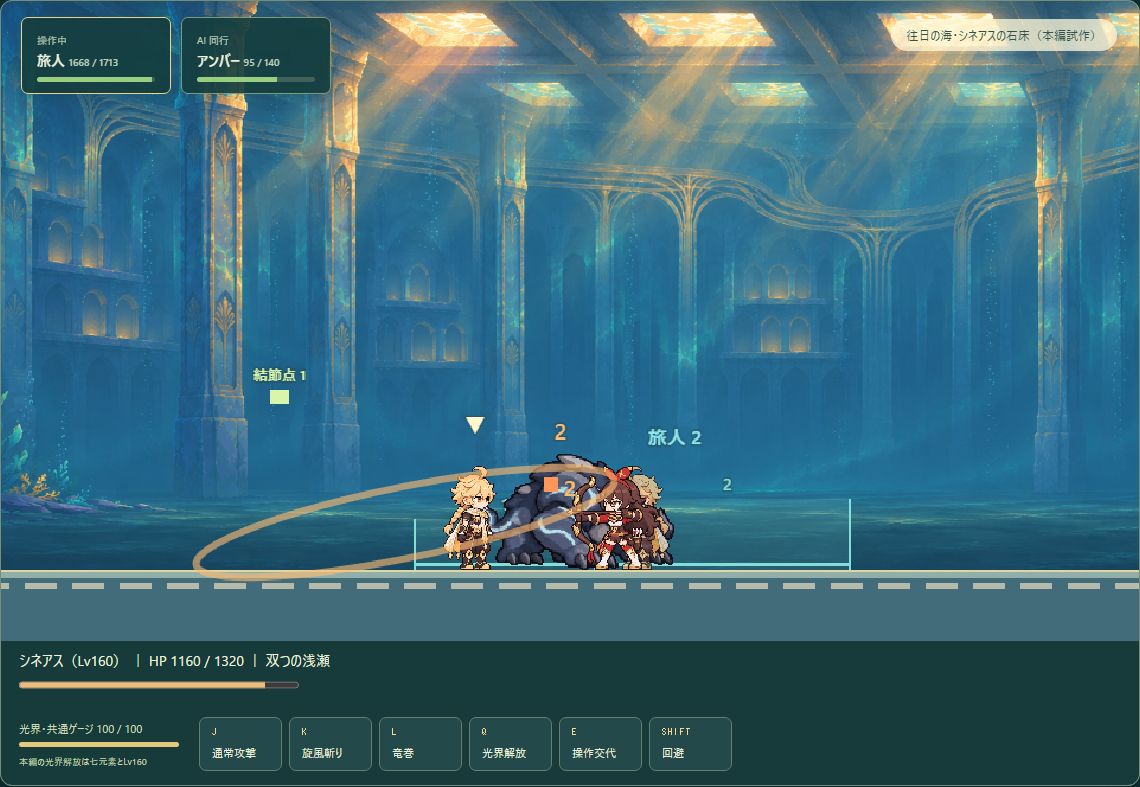 操作中
旅人 1668 / 1713
AI 同行
アンバー 95 / 140
往日の海・シネアスの石床（本編試作）
結節点 1
2
旅人 2
2
2
シネアス（Lv160） | HP 1160 / 1320 | 双つの浅瀬
光界・共通ゲージ 100 / 100
本編の光界解放は七元素とLv160
J
通常攻撃
K
旋風斬り
L
竜巻
Q
光界解放
E
操作交代
SHIFT
回避